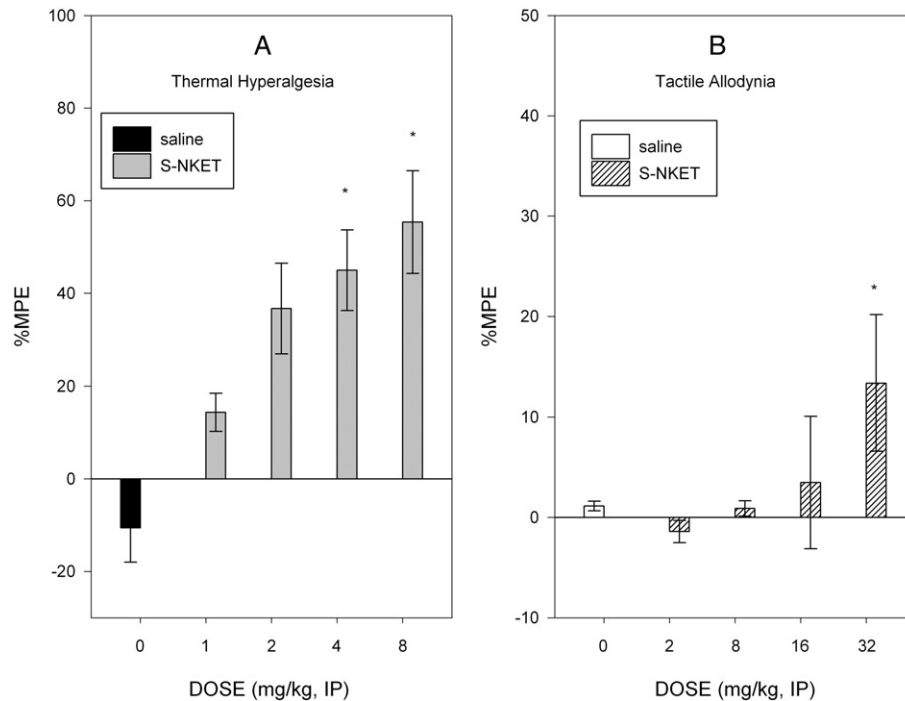 A
Thermal Hyperalgesia
saline
S-NKET
*
*
100
80
60
40
20
0
-20
%MPE
0 1 2 4 8
DOSE (mg/kg, IP)
B
Tactile Allodynia
saline
S-NKET
*
50
40
30
20
10
0
-10
%MPE
0 2 8 16 32
DOSE (mg/kg, IP)